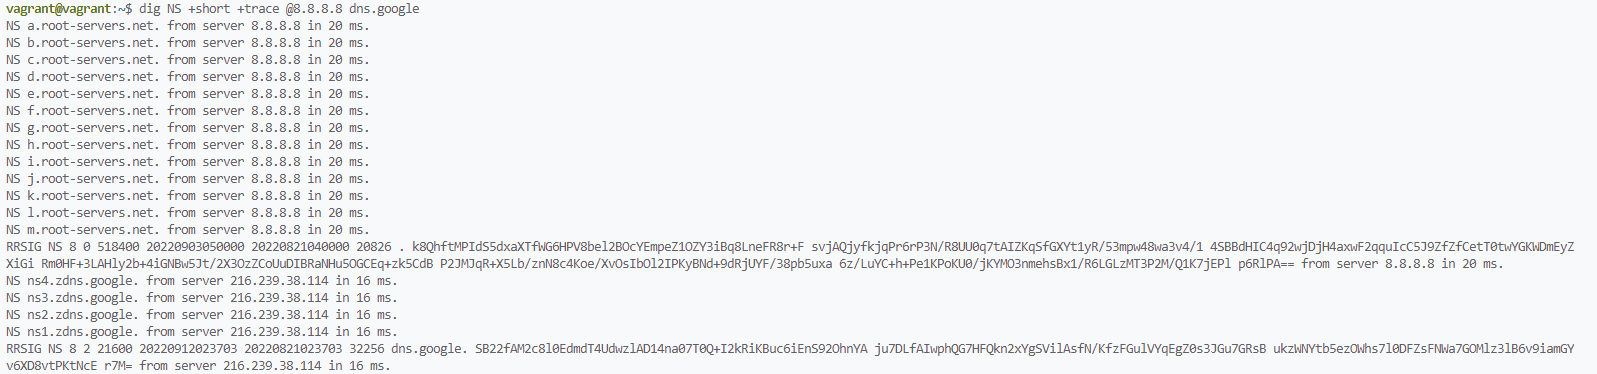 vagrant@vagrant:~$ dig NS +short +trace @8.8.8.8 dns.google
NS a.root-servers.net. from server 8.8.8.8 in 20 ms.
NS b.root-servers.net. from server 8.8.8.8 in 20 ms.
NS c.root-servers.net. from server 8.8.8.8 in 20 ms.
NS d.root-servers.net. from server 8.8.8.8 in 20 ms.
NS e.root-servers.net. from server 8.8.8.8 in 20 ms.
NS f.root-servers.net. from server 8.8.8.8 in 20 ms.
NS g.root-servers.net. from server 8.8.8.8 in 20 ms.
NS h.root-servers.net. from server 8.8.8.8 in 20 ms.
NS i.root-servers.net. from server 8.8.8.8 in 20 ms.
NS j.root-servers.net. from server 8.8.8.8 in 20 ms.
NS k.root-servers.net. from server 8.8.8.8 in 20 ms.
NS l.root-servers.net. from server 8.8.8.8 in 20 ms.
NS m.root-servers.net. from server 8.8.8.8 in 20 ms.
RRSIG NS 8 0 518400 20220903050000 20220821040000 20826 . k8QhftMPIdS5dxaXTfWG6HPV8bel2BOcYEmpeZ1OZY3iBq8LneFR8r+F svjAQjyfkjqPr6rP3N/R8UU0q7tAIZKqSfGXYt1yR/53mpw48wa3v4/1 4SBBdHIC4q92wjDjH4axwF2qquIcC5J9ZfZfCetT0twYGKWDmEyZ
XiGi Rm0HF+3LAHly2b+4iGNBw5Jt/2X3OzZCoUuDIBRaNHu5OGCEq+zk5CdB P2JMJqR+X5Lb/znN8c4Koe/XvOsIbOl2IPKyBNd+9dRjUYF/38pb5uxa 6z/LuYC+h+Pe1KPoKU0/jKYMO3nmehsBx1/R6LGLzMT3P2M/Q1K7jEPl p6RlPA== from server 8.8.8.8 in 20 ms.
NS ns4.zdns.google. from server 216.239.38.114 in 16 ms.
NS ns3.zdns.google. from server 216.239.38.114 in 16 ms.
NS ns2.zdns.google. from server 216.239.38.114 in 16 ms.
NS ns1.zdns.google. from server 216.239.38.114 in 16 ms.
RRSIG NS 8 2 21600 20220912023703 20220821023703 32256 dns.google. SB22fAM2c8l0EdmdT4UdwzlAD14na07T0Q+I2kRiKBuc6iEnS92OhnYA ju7DLfAIwphQG7HFQkn2xYgSVilAsfN/KfzFGulVYqEgZ0s3JGu7GRsB ukzWNYtb5ezOWhs7l0DFZsFNWa7GOMlz3lB6v9iamGY
v6XD8vtPKtNcE r7M= from server 216.239.38.114 in 16 ms.